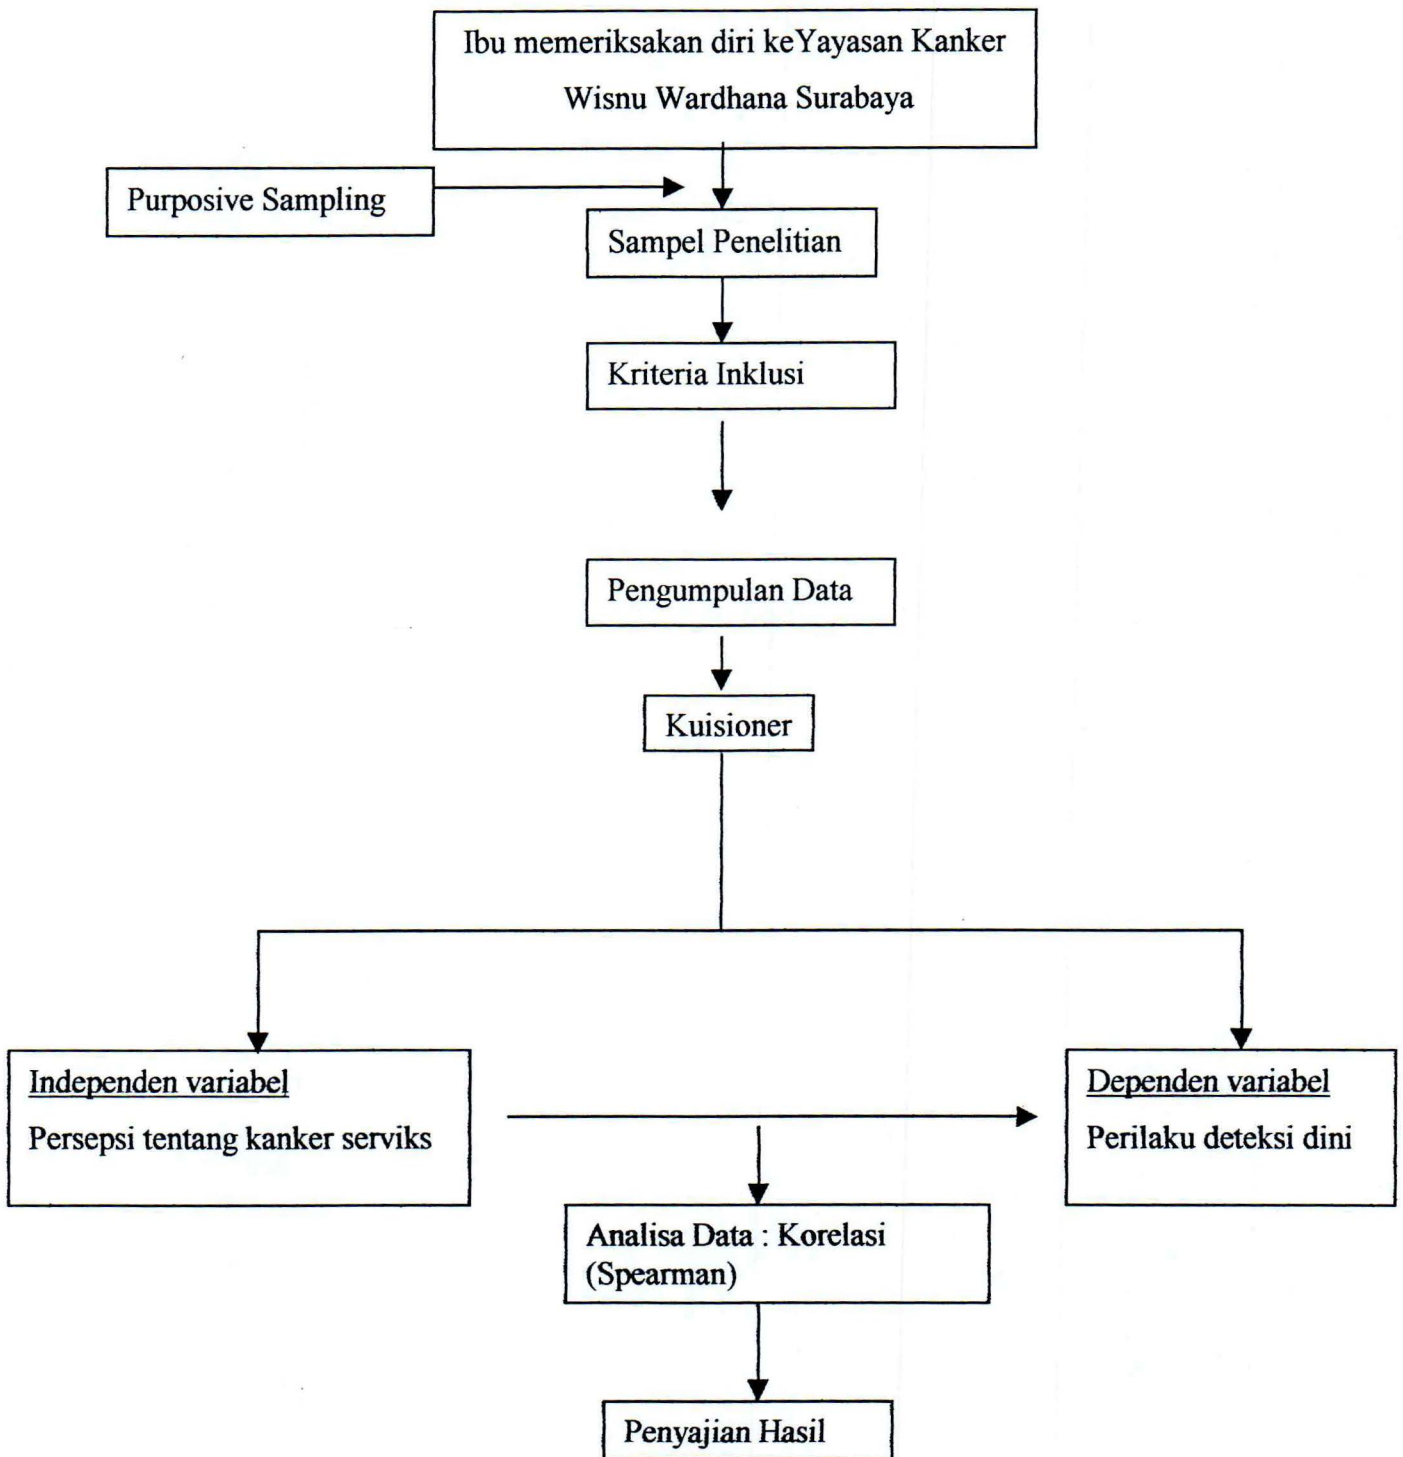 Ibu memeriksakan diri keYayasan Kanker
Wisnu Wardhana Surabaya
Purposive Sampling
Sampel Penelitian
Kriteria Inklusi
Pengumpulan Data
Kuisioner
Independen variabel
Persepsi tentang kanker serviks
Dependen variabel
Perilaku deteksi dini
Analisa Data : Korelasi
(Spearman)
Penyajian Hasil